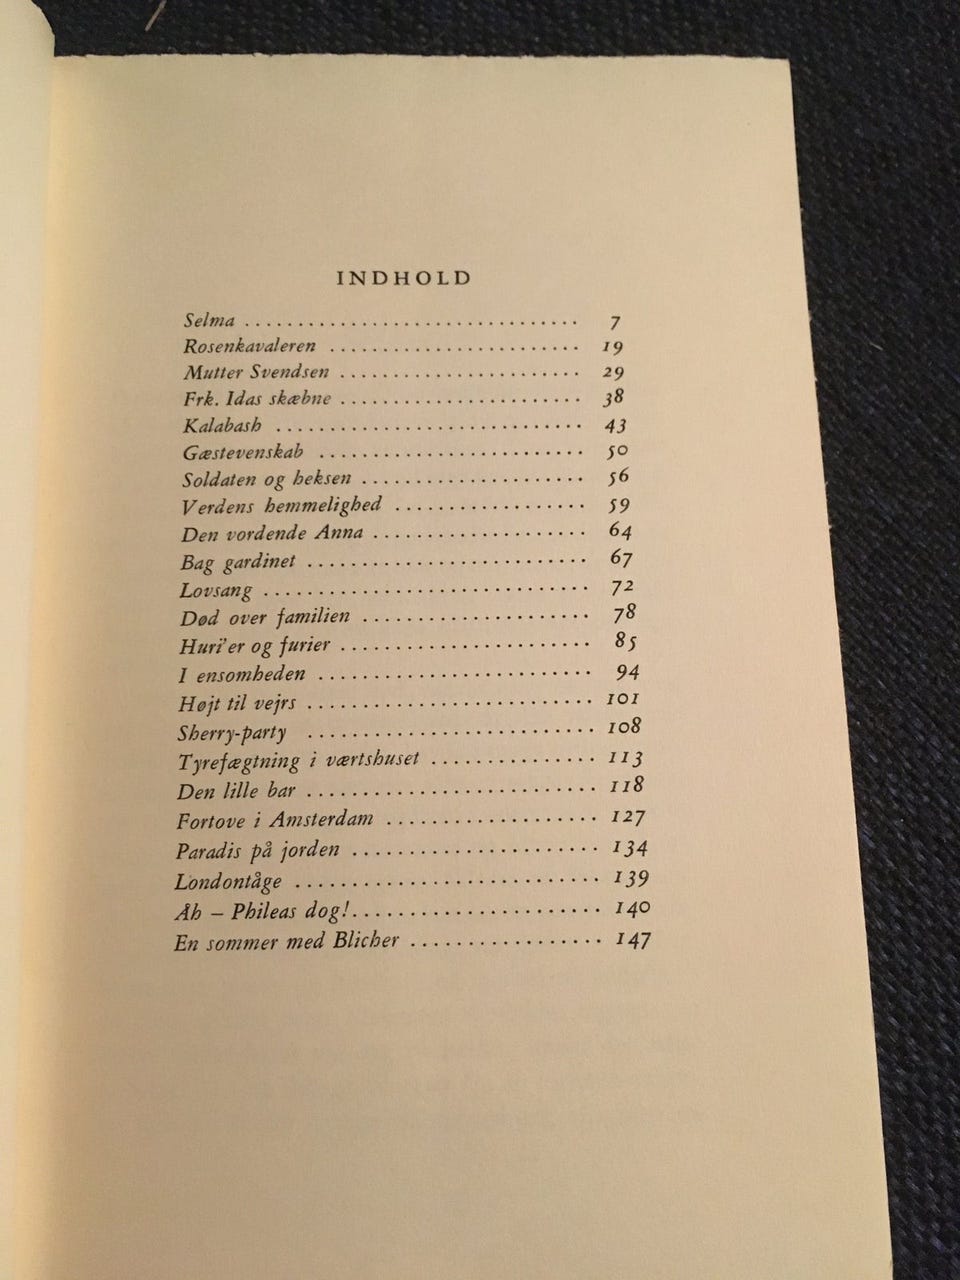 INDHOLD
Selma ................................ 7
Rosenkavaleren ........................ 19
Mutter Svendsen ....................... 29
Frk. Idas skæbne ....................... 38
Kalabash ............................. 43
Gæstevenskab ......................... 50
Soldaten og heksen ..................... 56
Verdens hemmelighed .................. 59
Den vordende Anna .................... 64
Bag gardinet ........................... 67
Lovsang ............................... 72
Død over familien ...................... 78
Huri'er og furier ........................ 85
I ensomheden .......................... 94
Højt til vejrs ........................... 101
Sherry-party ........................... 108
Tyrefægtning i værtshuset ................ 113
Den lille bar ............................ 118
Fortove i Amsterdam .................... 127
Paradis på jorden ........................ 134
Londontåge ............................. 139
Åh – Phileas dog!........................ 140
En sommer med Blicher .................. 147